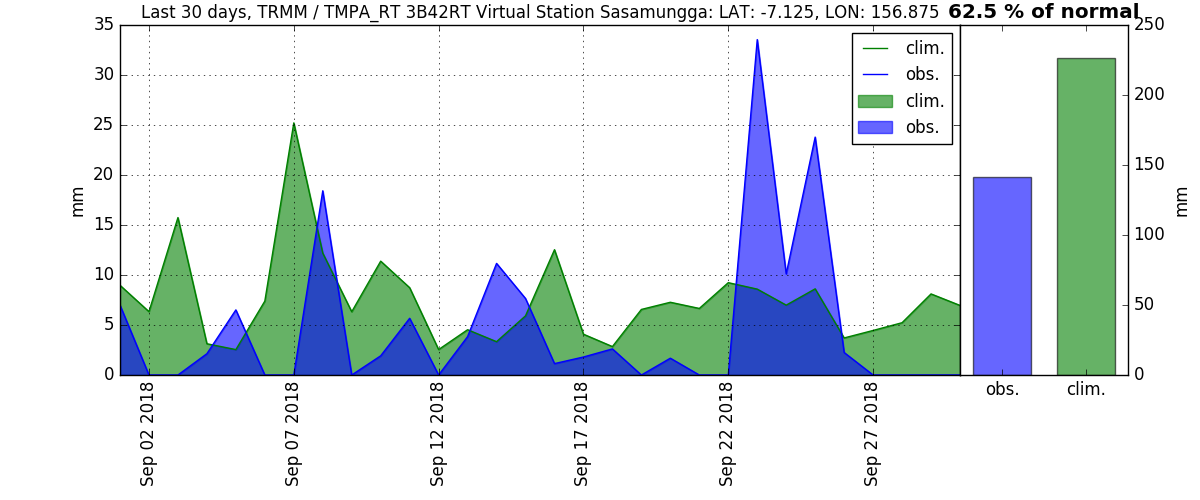 Last 30 days, TRMM / TMPA_RT 3B42RT Virtual Station Sasamungga: LAT: -7.125, LON: 156.875 62.5 % of normal
35
30
25
20
15
10
5
0
mm
clim.
obs.
clim.
obs.
250
200
150
100
50
0
mm
Sep 02 2018
Sep 07 2018
Sep 12 2018
Sep 17 2018
Sep 22 2018
Sep 27 2018
obs.
clim.